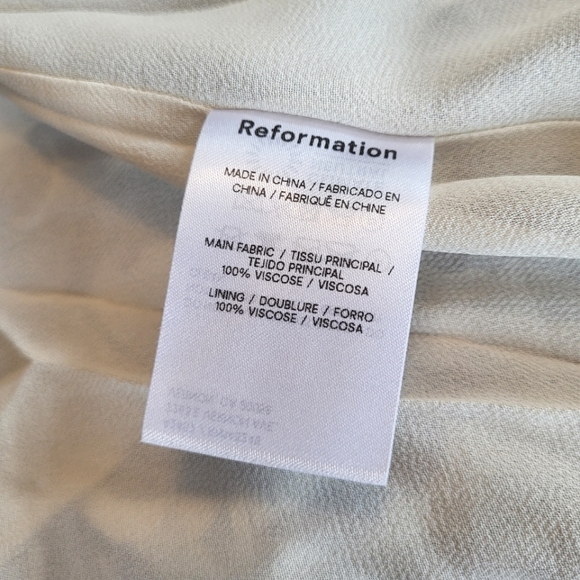 Reformation
MADE IN CHINA / FABRICADO EN
CHINA / FABRIQUÉ EN CHINE
MAIN FABRIC / TISSU PRINCIPAL /
TEJIDO PRINCIPAL
100% VISCOSE / VISCOSA
LINING / DOUBLURE / FORRO
100% VISCOSE / VISCOSA